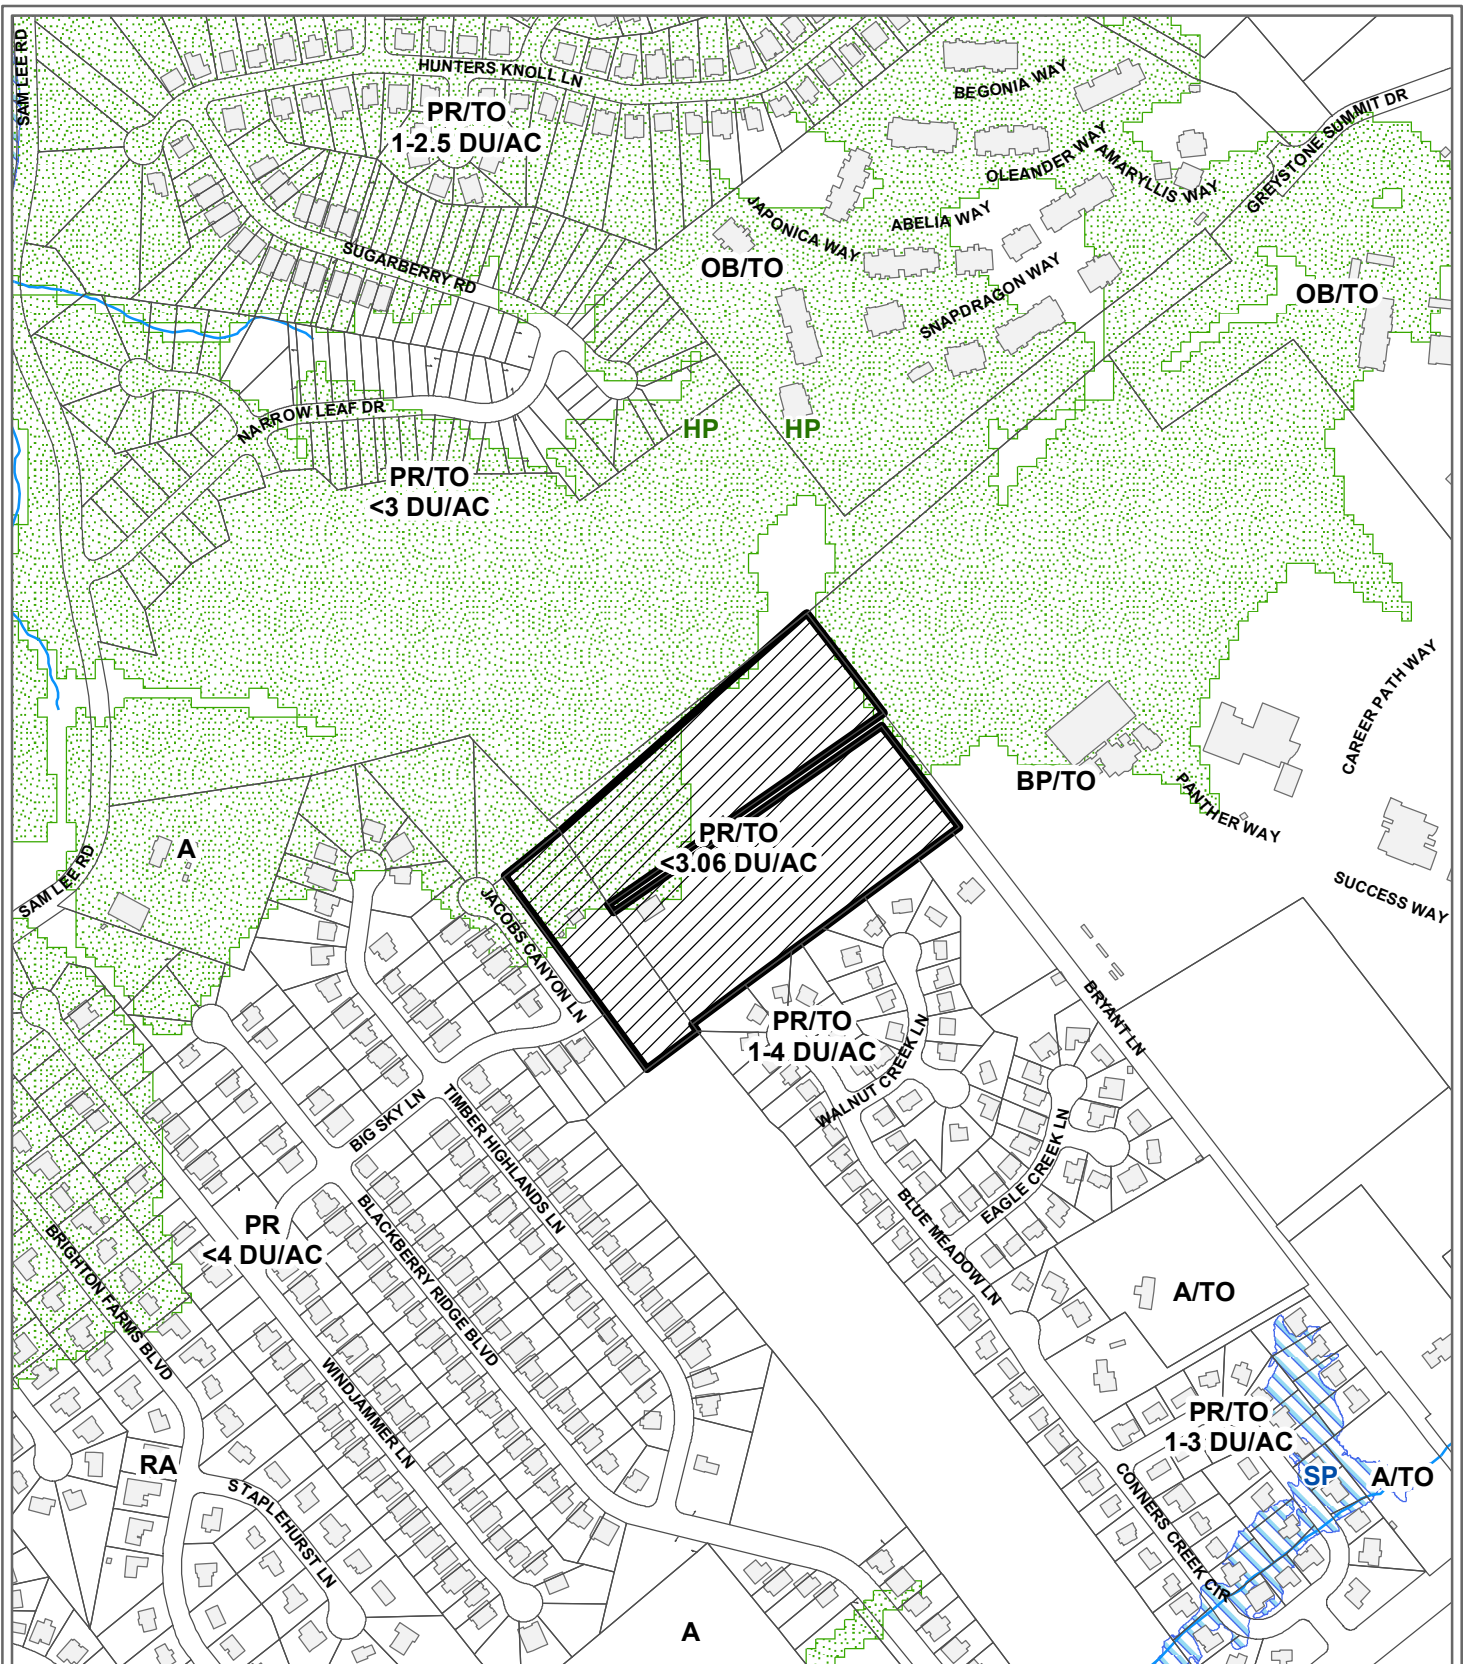 SAM LEE RD
HUNTERS KNOLL LN
BEGONIA WAY
GREYSTONE SUMMIT DR
PR/TO
1-2.5 DU/AC
OLEANDER WAY
AMARYLLIS WAY
JAPONICA WAY
ABELIA WAY
SUGARBERRY RD
OB/TO
SNAPDRAGON WAY
OB/TO
NARROW LEAF DR
HP
HP
PR/TO
<3 DU/AC
CAREER PATH WAY
BP/TO
PANTHER WAY
PR/TO
<3.06 DU/AC
A
SAM LEE RD
SUCCESS WAY
JACOBS CANYON LN
BRYANT LN
PR/TO
1-4 DU/AC
WALNUT CREEK LN
BIG SKY LN
TIMBER HIGHLANDS LN
EAGLE CREEK LN
BLUE MEADOW LN
PR
<4 DU/AC
BLACKBERRY RIDGE BLVD
BRIGHTON FARMS BLVD
A/TO
WINDJAMMER LN
PR/TO
1-3 DU/AC
RA
SP
A/TO
STAPLEHURST LN
CONNERS CREEK CIR
A